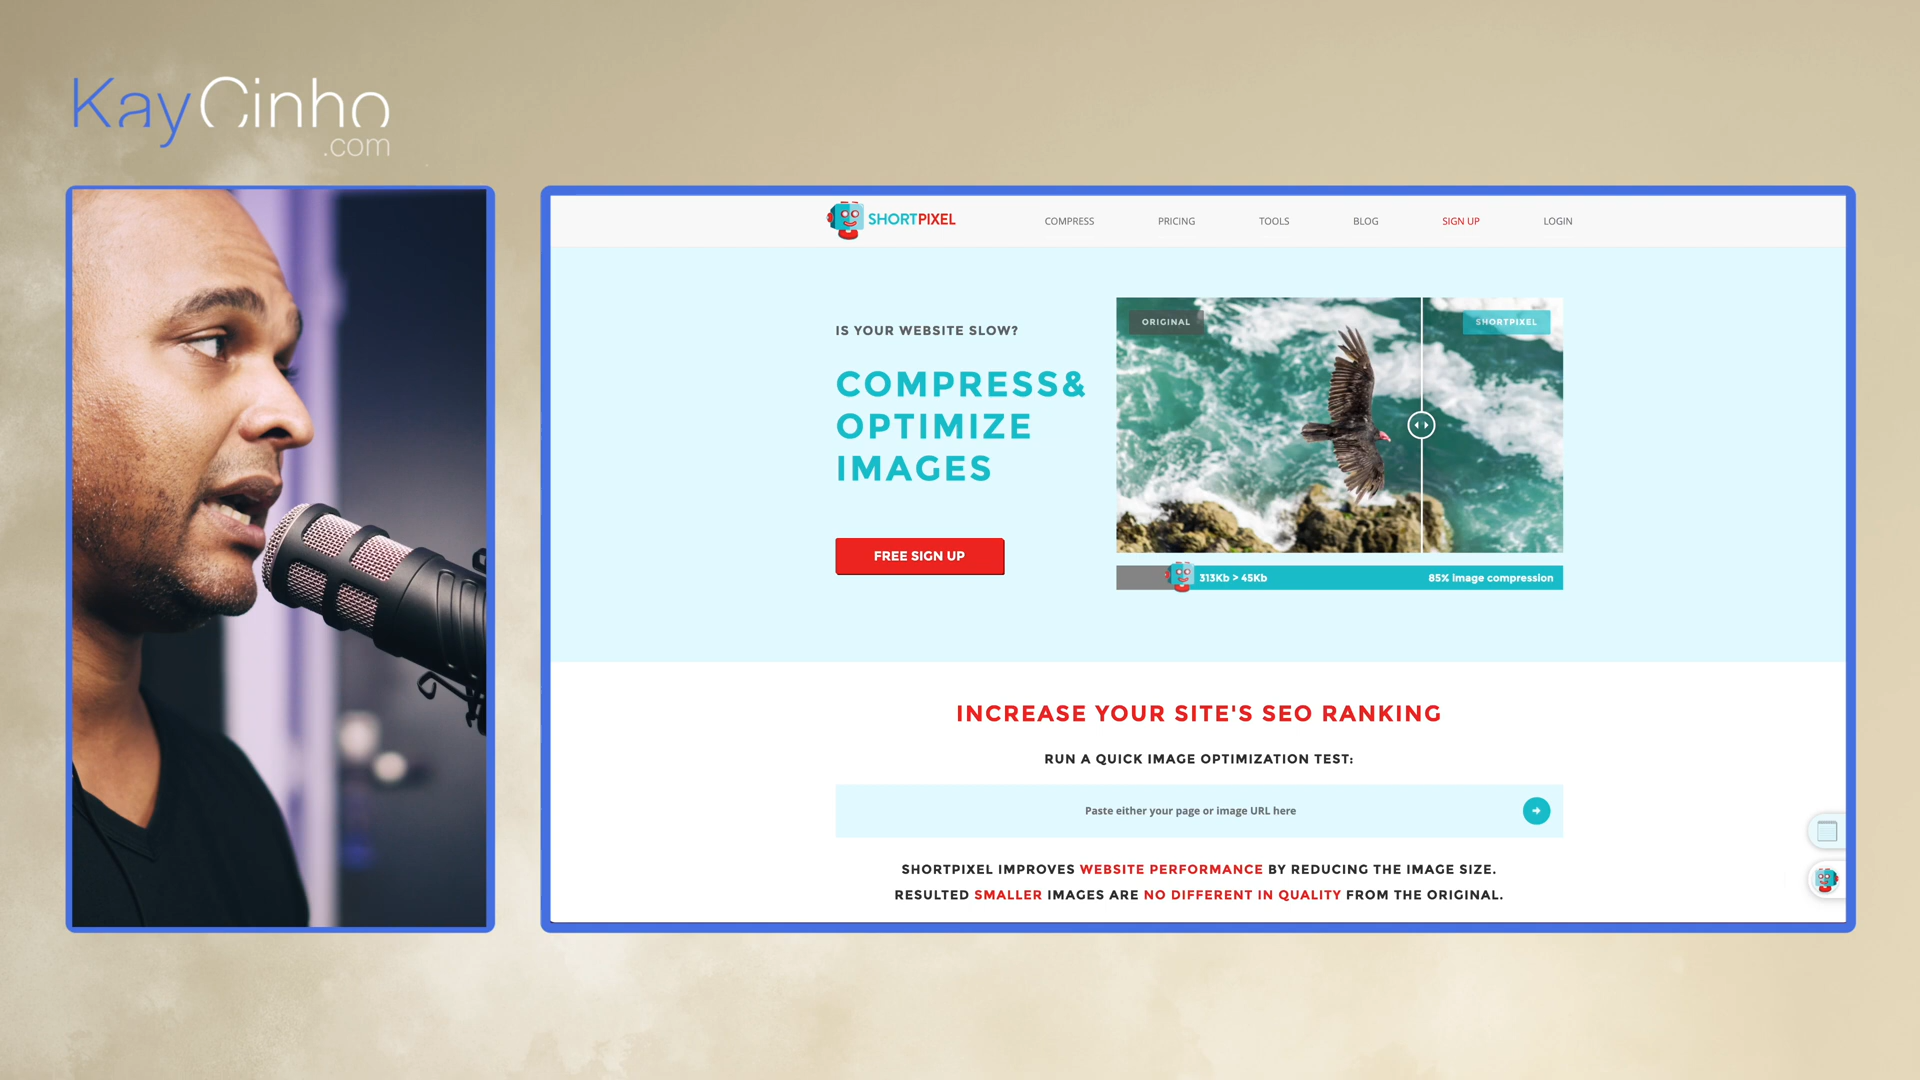 KayCinho
.com
SHORTPIXEL
COMPRESS
PRICING
TOOLS
BLOG
SIGN UP
LOGIN
IS YOUR WEBSITE SLOW?
COMPRESS&
OPTIMIZE
IMAGES
FREE SIGN UP
ORIGINAL
SHORTPIXEL
313Kb > 45Kb
85% image compression
INCREASE YOUR SITE'S SEO RANKING
RUN A QUICK IMAGE OPTIMIZATION TEST:
Paste either your page or image URL here
SHORTPIXEL IMPROVES WEBSITE PERFORMANCE BY REDUCING THE IMAGE SIZE.
RESULTED SMALLER IMAGES ARE NO DIFFERENT IN QUALITY FROM THE ORIGINAL.